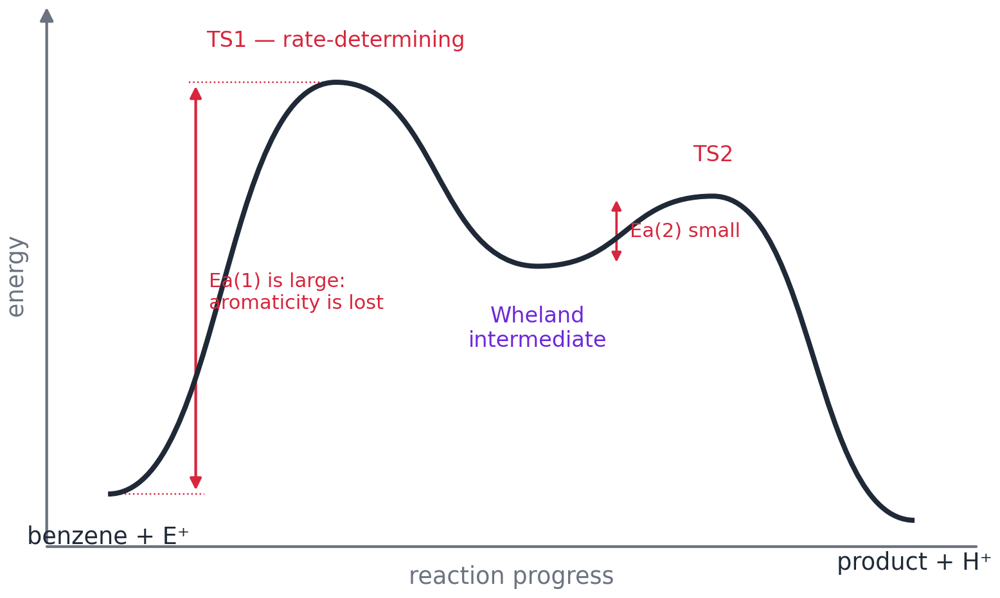 TS1 — rate-determining
TS2
Ea(2) small
energy
Ea(1) is large:
aromaticity is lost
Wheland
intermediate
benzene + E⁺
product + H⁺
reaction progress